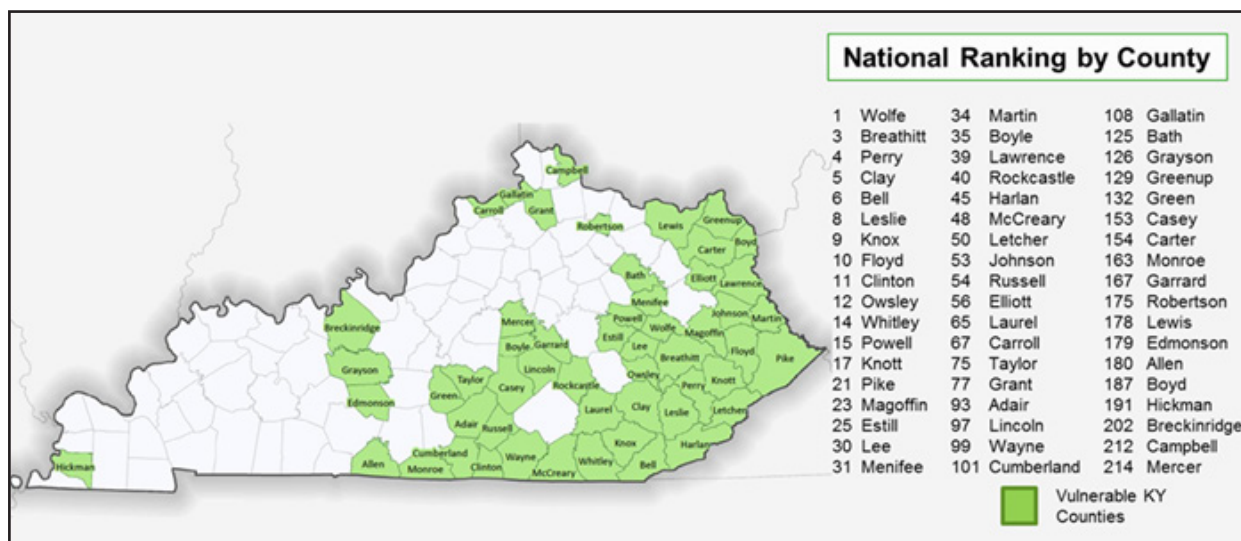 National Ranking by County
1 Wolfe 34 Martin 108 Gallatin
3 Breathitt 35 Boyle 125 Bath
4 Perry 39 Lawrence 126 Grayson
5 Clay 40 Rockcastle 129 Greenup
6 Bell 45 Harlan 132 Green
8 Leslie 48 McCreary 153 Casey
9 Knox 50 Letcher 154 Carter
10 Floyd 53 Johnson 163 Monroe
11 Clinton 54 Russell 167 Garrard
12 Owsley 56 Elliott 175 Robertson
14 Whitley 65 Laurel 178 Lewis
15 Powell 67 Carroll 179 Edmonson
17 Knott 75 Taylor 180 Allen
21 Pike 77 Grant 187 Boyd
23 Magoffin 93 Adair 191 Hickman
25 Estill 97 Lincoln 202 Breckinridge
30 Lee 99 Wayne 212 Campbell
31 Menifee 101 Cumberland 214 Mercer
Vulnerable KY
Counties
Campbell
Gallatin
Carroll
Grant
Robertson
Lewis
Greenup
Boyd
Carter
Bath
Elliott
Lawrence
Menifee
Breckinridge
Mercer
Powell
Johnson
Martin
Wolfe
Magoffin
Estill
Boyle
Garrard
Lee
Floyd
Pike
Grayson
Lincoln
Breathitt
Taylor
Casey
Rockcastle
Owsley
Perry
Knott
Green
Edmonson
Laurel
Clay
Leslie
Letcher
Adair
Russell
Knox
Harlan
Cumberland
Wayne
Allen
Monroe
Clinton
McCreary
Whitley
Bell
Hickman